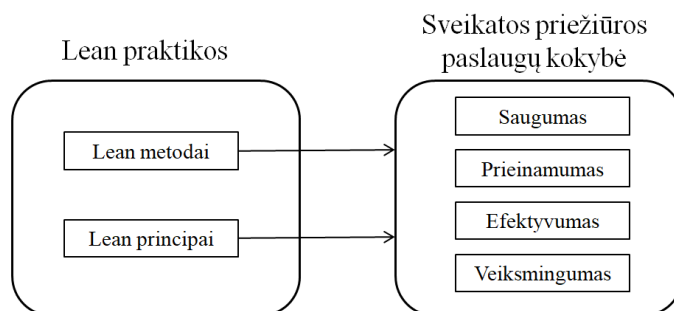 Lean praktikos
Lean metodai
Lean principai
Sveikatos priežiūros
paslaugų kokybė
Saugumas
Prieinamumas
Efektyvumas
Veiksmingumas